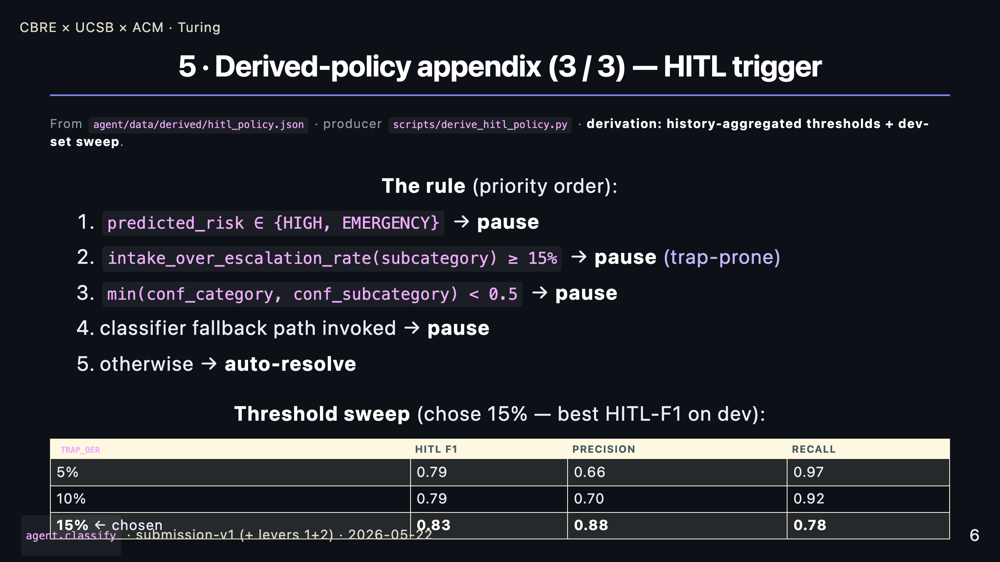 CBRE × UCSB × ACM · Turing
5 · Derived-policy appendix (3 / 3) — HITL trigger
From agent/data/derived/hitl_policy.json · producer scripts/derive_hitl_policy.py · derivation: history-aggregated thresholds + dev-
set sweep.
The rule (priority order):
1. predicted_risk ∈ {HIGH, EMERGENCY} → pause
2. intake_over_escalation_rate(subcategory) ≥ 15% → pause (trap-prone)
3. min(conf_category, conf_subcategory) < 0.5 → pause
4. classifier fallback path invoked → pause
5. otherwise → auto-resolve
Threshold sweep (chose 15% — best HITL-F1 on dev):
TRAP_OER HITL F1 PRECISION RECALL
5% 0.79 0.66 0.97
10% 0.79 0.70 0.92
15% ← chosen 0.83 0.88 0.78
agent.classify · submission-v1 (+ levers 1+2) · 2026-05-22
6